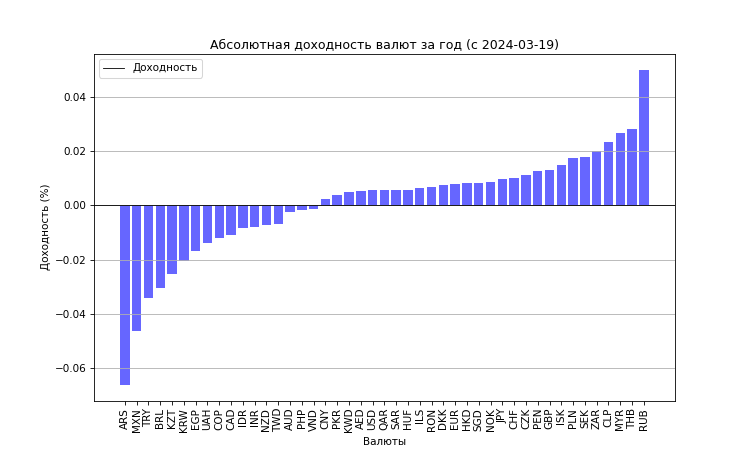 Абсолютная доходность валют за год (с 2024-03-19)
Доходность
0.04
0.02
0.00
−0.02
−0.04
−0.06
Доходность (%)
ARS MXN TRY BRL KZT KRW EGP UAH COP CAD IDR INR NZD TWD AUD PHP VND CNY PKR KWD AED USD QAR SAR HUF ILS RON DKK EUR HKD SGD NOK JPY CHF CZK PEN GBP ISK PLN SEK ZAR CLP MYR THB RUB
Валюты